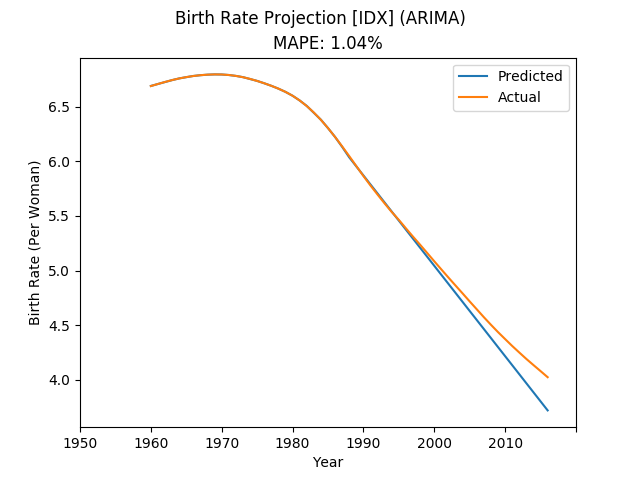 Birth Rate Projection [IDX] (ARIMA)
MAPE: 1.04%
Predicted
Actual
Birth Rate (Per Woman)
6.5
6.0
5.5
5.0
4.5
4.0
1950 1960 1970 1980 1990 2000 2010
Year